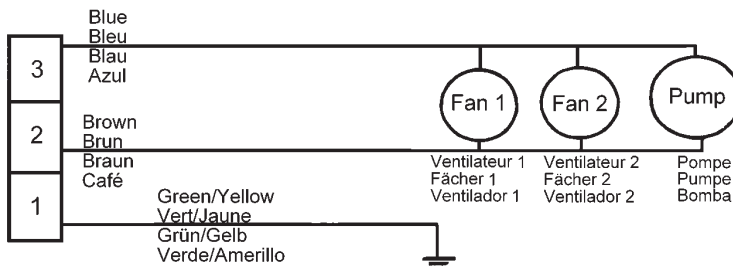 Blue
Bleu
Blau
Azul
3
Fan 1
Fan 2
Pump
2
Brown
Brun
Braun
Café
Ventilateur 1
Fächer 1
Ventilador 1
Ventilateur 2
Fächer 2
Ventilador 2
Pompe
Pumpe
Bomba
1
Green/Yellow
Vert/Jaune
Grün/Gelb
Verde/Amerillo